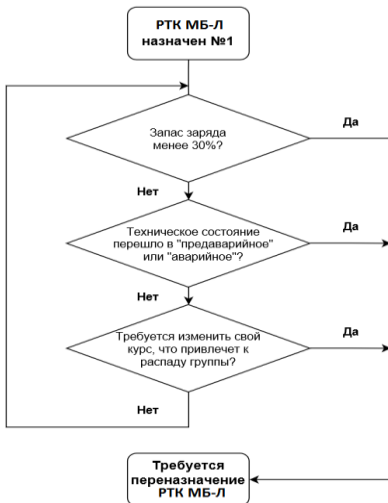 РТК МБ-Л
назначен №1
Запас заряда
менее 30%?
Да
Нет
Техническое состояние
перешло в "предаварийное"
или "аварийное"?
Да
Нет
Требуется изменить свой
курс, что привлечет к
распаду группы?
Да
Нет
Требуется
переназначение
РТК МБ-Л